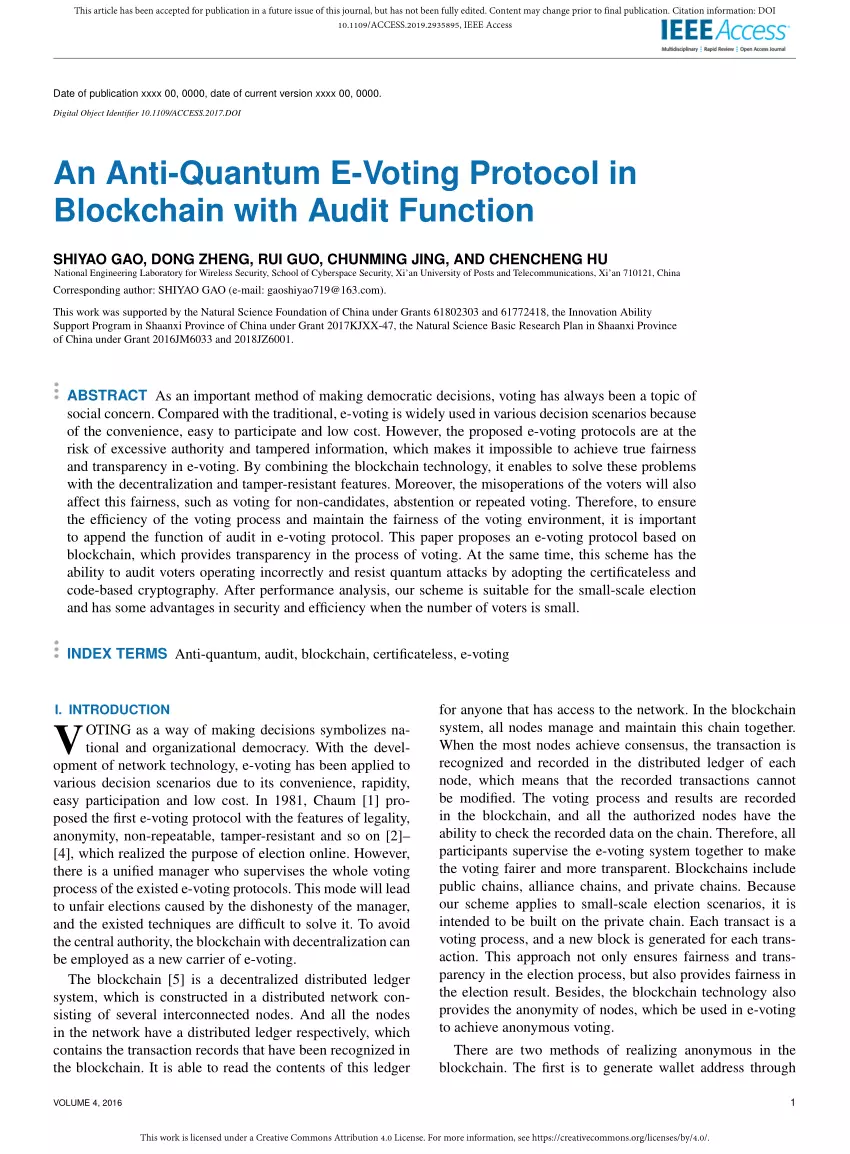 This article has been accepted for publication in a future issue of this journal, but has not been fully edited. Content may change prior to final publication. Citation information: DOI
10.1109/ACCESS.2019.2935895, IEEE Access
IEEE Access
Multidisciplinary | Rapid Review | Open Access Journal
Date of publication xxxx 00, 0000, date of current version xxxx 00, 0000.
Digital Object Identifier 10.1109/ACCESS.2017.DOI
An Anti-Quantum E-Voting Protocol in
Blockchain with Audit Function
SHIYAO GAO, DONG ZHENG, RUI GUO, CHUNMING JING, AND CHENCHENG HU
National Engineering Laboratory for Wireless Security, School of Cyberspace Security, Xi'an University of Posts and Telecommunications, Xi'an 710121, China
Corresponding author: SHIYAO GAO (e-mail: gaoshiyao719@163.com).
This work was supported by the Natural Science Foundation of China under Grants 61802303 and 61772418, the Innovation Ability
Support Program in Shaanxi Province of China under Grant 2017KJXX-47, the Natural Science Basic Research Plan in Shaanxi Province
of China under Grant 2016JM6033 and 2018JZ6001.
ABSTRACT As an important method of making democratic decisions, voting has always been a topic of
social concern. Compared with the traditional, e-voting is widely used in various decision scenarios because
of the convenience, easy to participate and low cost. However, the proposed e-voting protocols are at the
risk of excessive authority and tampered information, which makes it impossible to achieve true fairness
and transparency in e-voting. By combining the blockchain technology, it enables to solve these problems
with the decentralization and tamper-resistant features. Moreover, the misoperations of the voters will also
affect this fairness, such as voting for non-candidates, abstention or repeated voting. Therefore, to ensure
the efficiency of the voting process and maintain the fairness of the voting environment, it is important
to append the function of audit in e-voting protocol. This paper proposes an e-voting protocol based on
blockchain, which provides transparency in the process of voting. At the same time, this scheme has the
ability to audit voters operating incorrectly and resist quantum attacks by adopting the certificateless and
code-based cryptography. After performance analysis, our scheme is suitable for the small-scale election
and has some advantages in security and efficiency when the number of voters is small.
INDEX TERMS Anti-quantum, audit, blockchain, certificateless, e-voting
I. INTRODUCTION
VOTING as a way of making decisions symbolizes na-
tional and organizational democracy. With the devel-
opment of network technology, e-voting has been applied to
various decision scenarios due to its convenience, rapidity,
easy participation and low cost. In 1981, Chaum [1] pro-
posed the first e-voting protocol with the features of legality,
anonymity, non-repeatable, tamper-resistant and so on [2]–
[4], which realized the purpose of election online. However,
there is a unified manager who supervises the whole voting
process of the existed e-voting protocols. This mode will lead
to unfair elections caused by the dishonesty of the manager,
and the existed techniques are difficult to solve it. To avoid
the central authority, the blockchain with decentralization can
be employed as a new carrier of e-voting.
The blockchain [5] is a decentralized distributed ledger
system, which is constructed in a distributed network con-
sisting of several interconnected nodes. And all the nodes
in the network have a distributed ledger respectively, which
contains the transaction records that have been recognized in
the blockchain. It is able to read the contents of this ledger
for anyone that has access to the network. In the blockchain
system, all nodes manage and maintain this chain together.
When the most nodes achieve consensus, the transaction is
recognized and recorded in the distributed ledger of each
node, which means that the recorded transactions cannot
be modified. The voting process and results are recorded
in the blockchain, and all the authorized nodes have the
ability to check the recorded data on the chain. Therefore, all
participants supervise the e-voting system together to make
the voting fairer and more transparent. Blockchains include
public chains, alliance chains, and private chains. Because
our scheme applies to small-scale election scenarios, it is
intended to be built on the private chain. Each transact is a
voting process, and a new block is generated for each trans-
action. This approach not only ensures fairness and trans-
parency in the election process, but also provides fairness in
the election result. Besides, the blockchain technology also
provides the anonymity of nodes, which be used in e-voting
to achieve anonymous voting.
There are two methods of realizing anonymous in the
blockchain. The first is to generate wallet address through
VOLUME 4, 2016
1
This work is licensed under a Creative Commons Attribution 4.0 License. For more information, see https://creativecommons.org/licenses/by/4.0/.